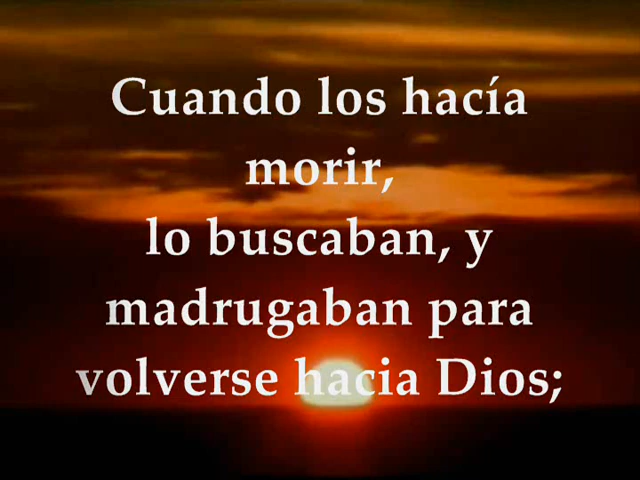 Cuando los hacía
morir,
lo buscaban, y
madrugaban para
volverse hacia Dios;